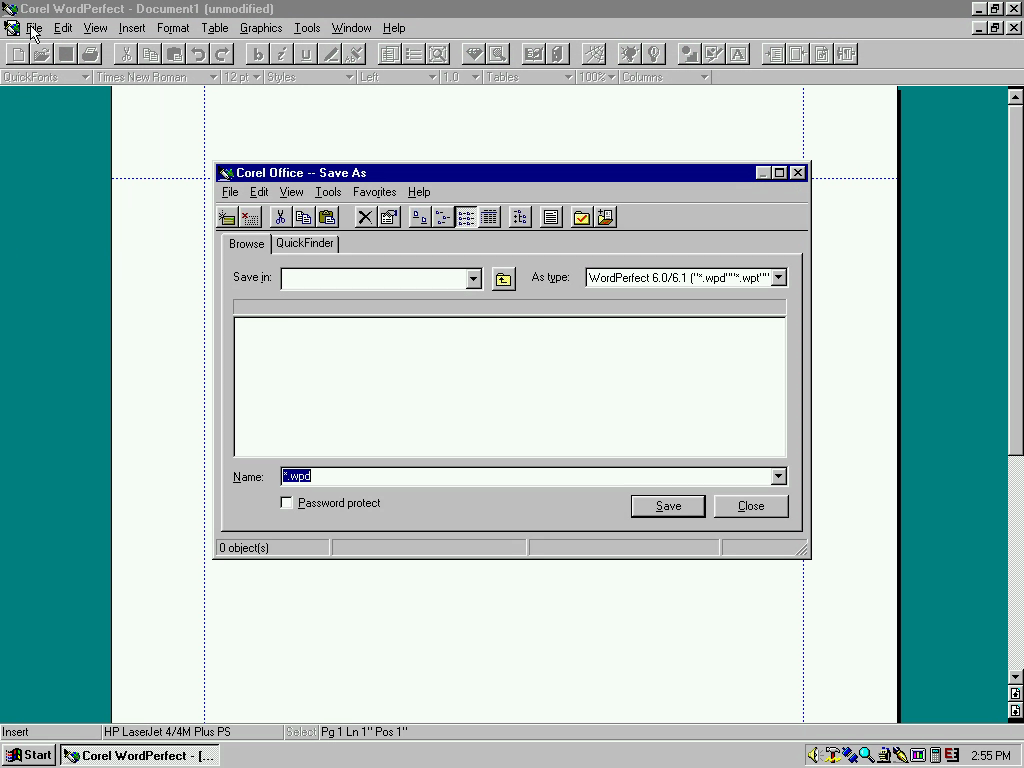 Corel WordPerfect - Document1 (unmodified)
File Edit View Insert Format Table Graphics Tools Window Help
QuickFonts Times New Roman 12 pt Styles Left 1.0 Tables 100% Columns
Corel Office -- Save As
File Edit View Tools Favorites Help
Browse QuickFinder
Save in: As type: WordPerfect 6.0/6.1 ("*.wpd""*.wpt""
Name: *.wpd
Password protect
Save Close
0 object(s)
Insert HP LaserJet 4/4M Plus PS Select Pg 1 Ln 1" Pos 1"
Start Corel WordPerfect - [... 2:55 PM